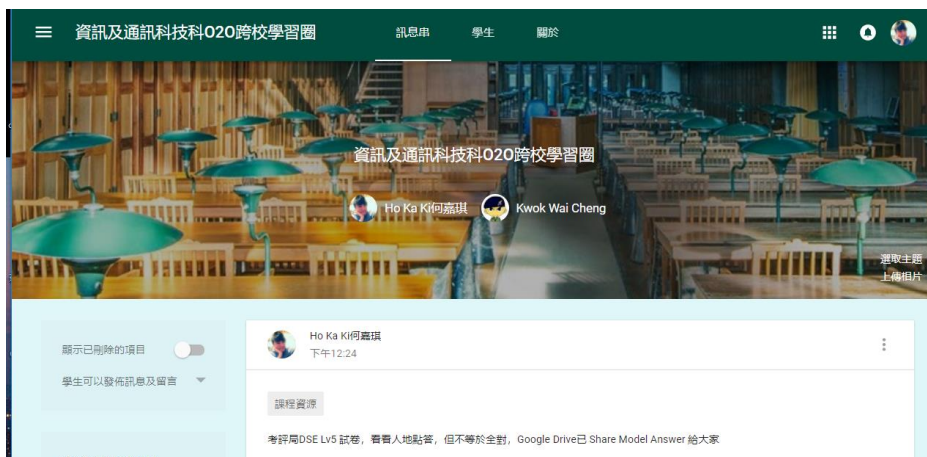 資訊及通訊科技科O2O跨校學習圈
訊息串
學生
關於
資訊及通訊科技科O2O跨校學習圈
Ho Ka Ki何嘉琪
Kwok Wai Cheng
選取主題
上傳相片
顯示已刪除的項目
學生可以發佈訊息及留言
Ho Ka Ki何嘉琪
下午12:24
課程資源
考評局DSE Lv5 試卷，看看人地點答，但不等於全對，Google Drive已 Share Model Answer 給大家